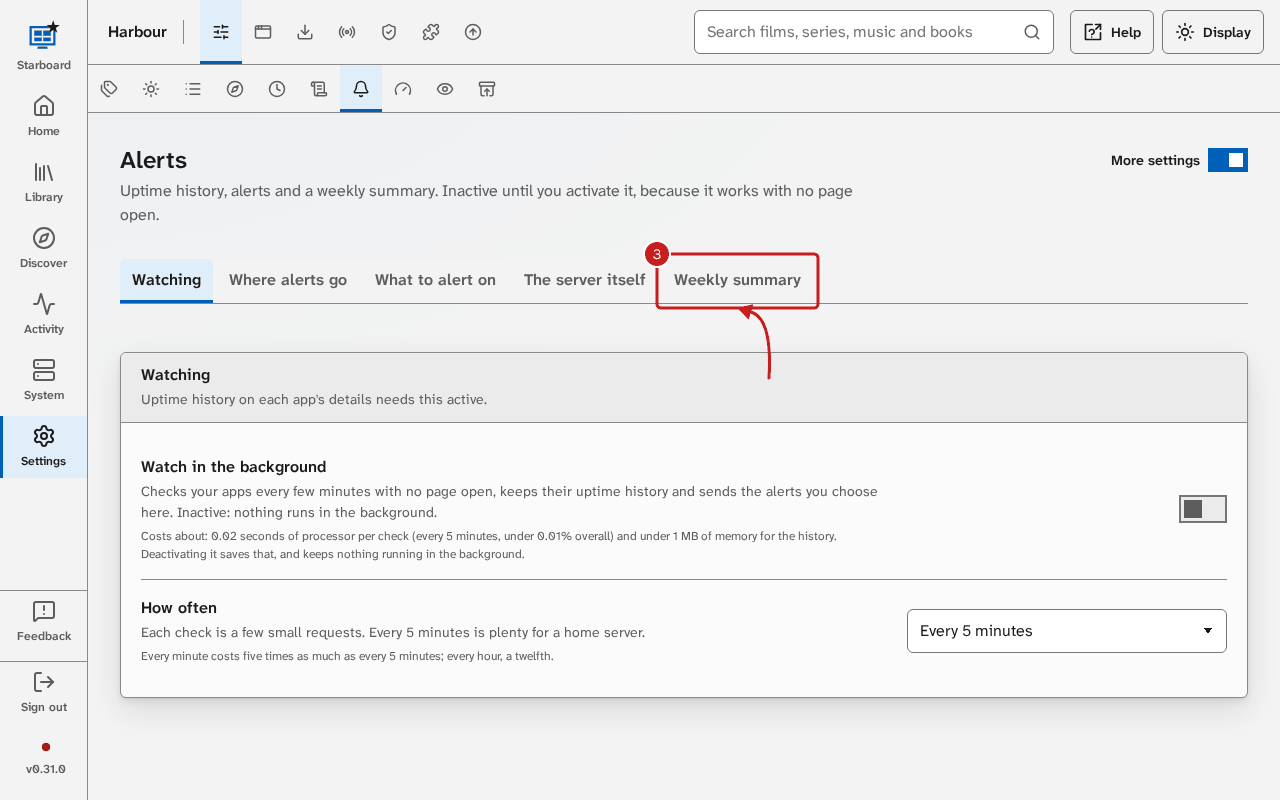 Starboard
Home
Library
Discover
Activity
System
Settings
Feedback
Sign out
v0.31.0
Harbour
Search films, series, music and books
Help
Display
Alerts
More settings
Uptime history, alerts and a weekly summary. Inactive until you activate it, because it works with no page
open.
3
Watching
Where alerts go
What to alert on
The server itself
Weekly summary
Watching
Uptime history on each app's details needs this active.
Watch in the background
Checks your apps every few minutes with no page open, keeps their uptime history and sends the alerts you choose
here. Inactive: nothing runs in the background.
Costs about: 0.02 seconds of processor per check (every 5 minutes, under 0.01% overall) and under 1 MB of memory for the history.
Deactivating it saves that, and keeps nothing running in the background.
How often
Each check is a few small requests. Every 5 minutes is plenty for a home server.
Every minute costs five times as much as every 5 minutes; every hour, a twelfth.
Every 5 minutes